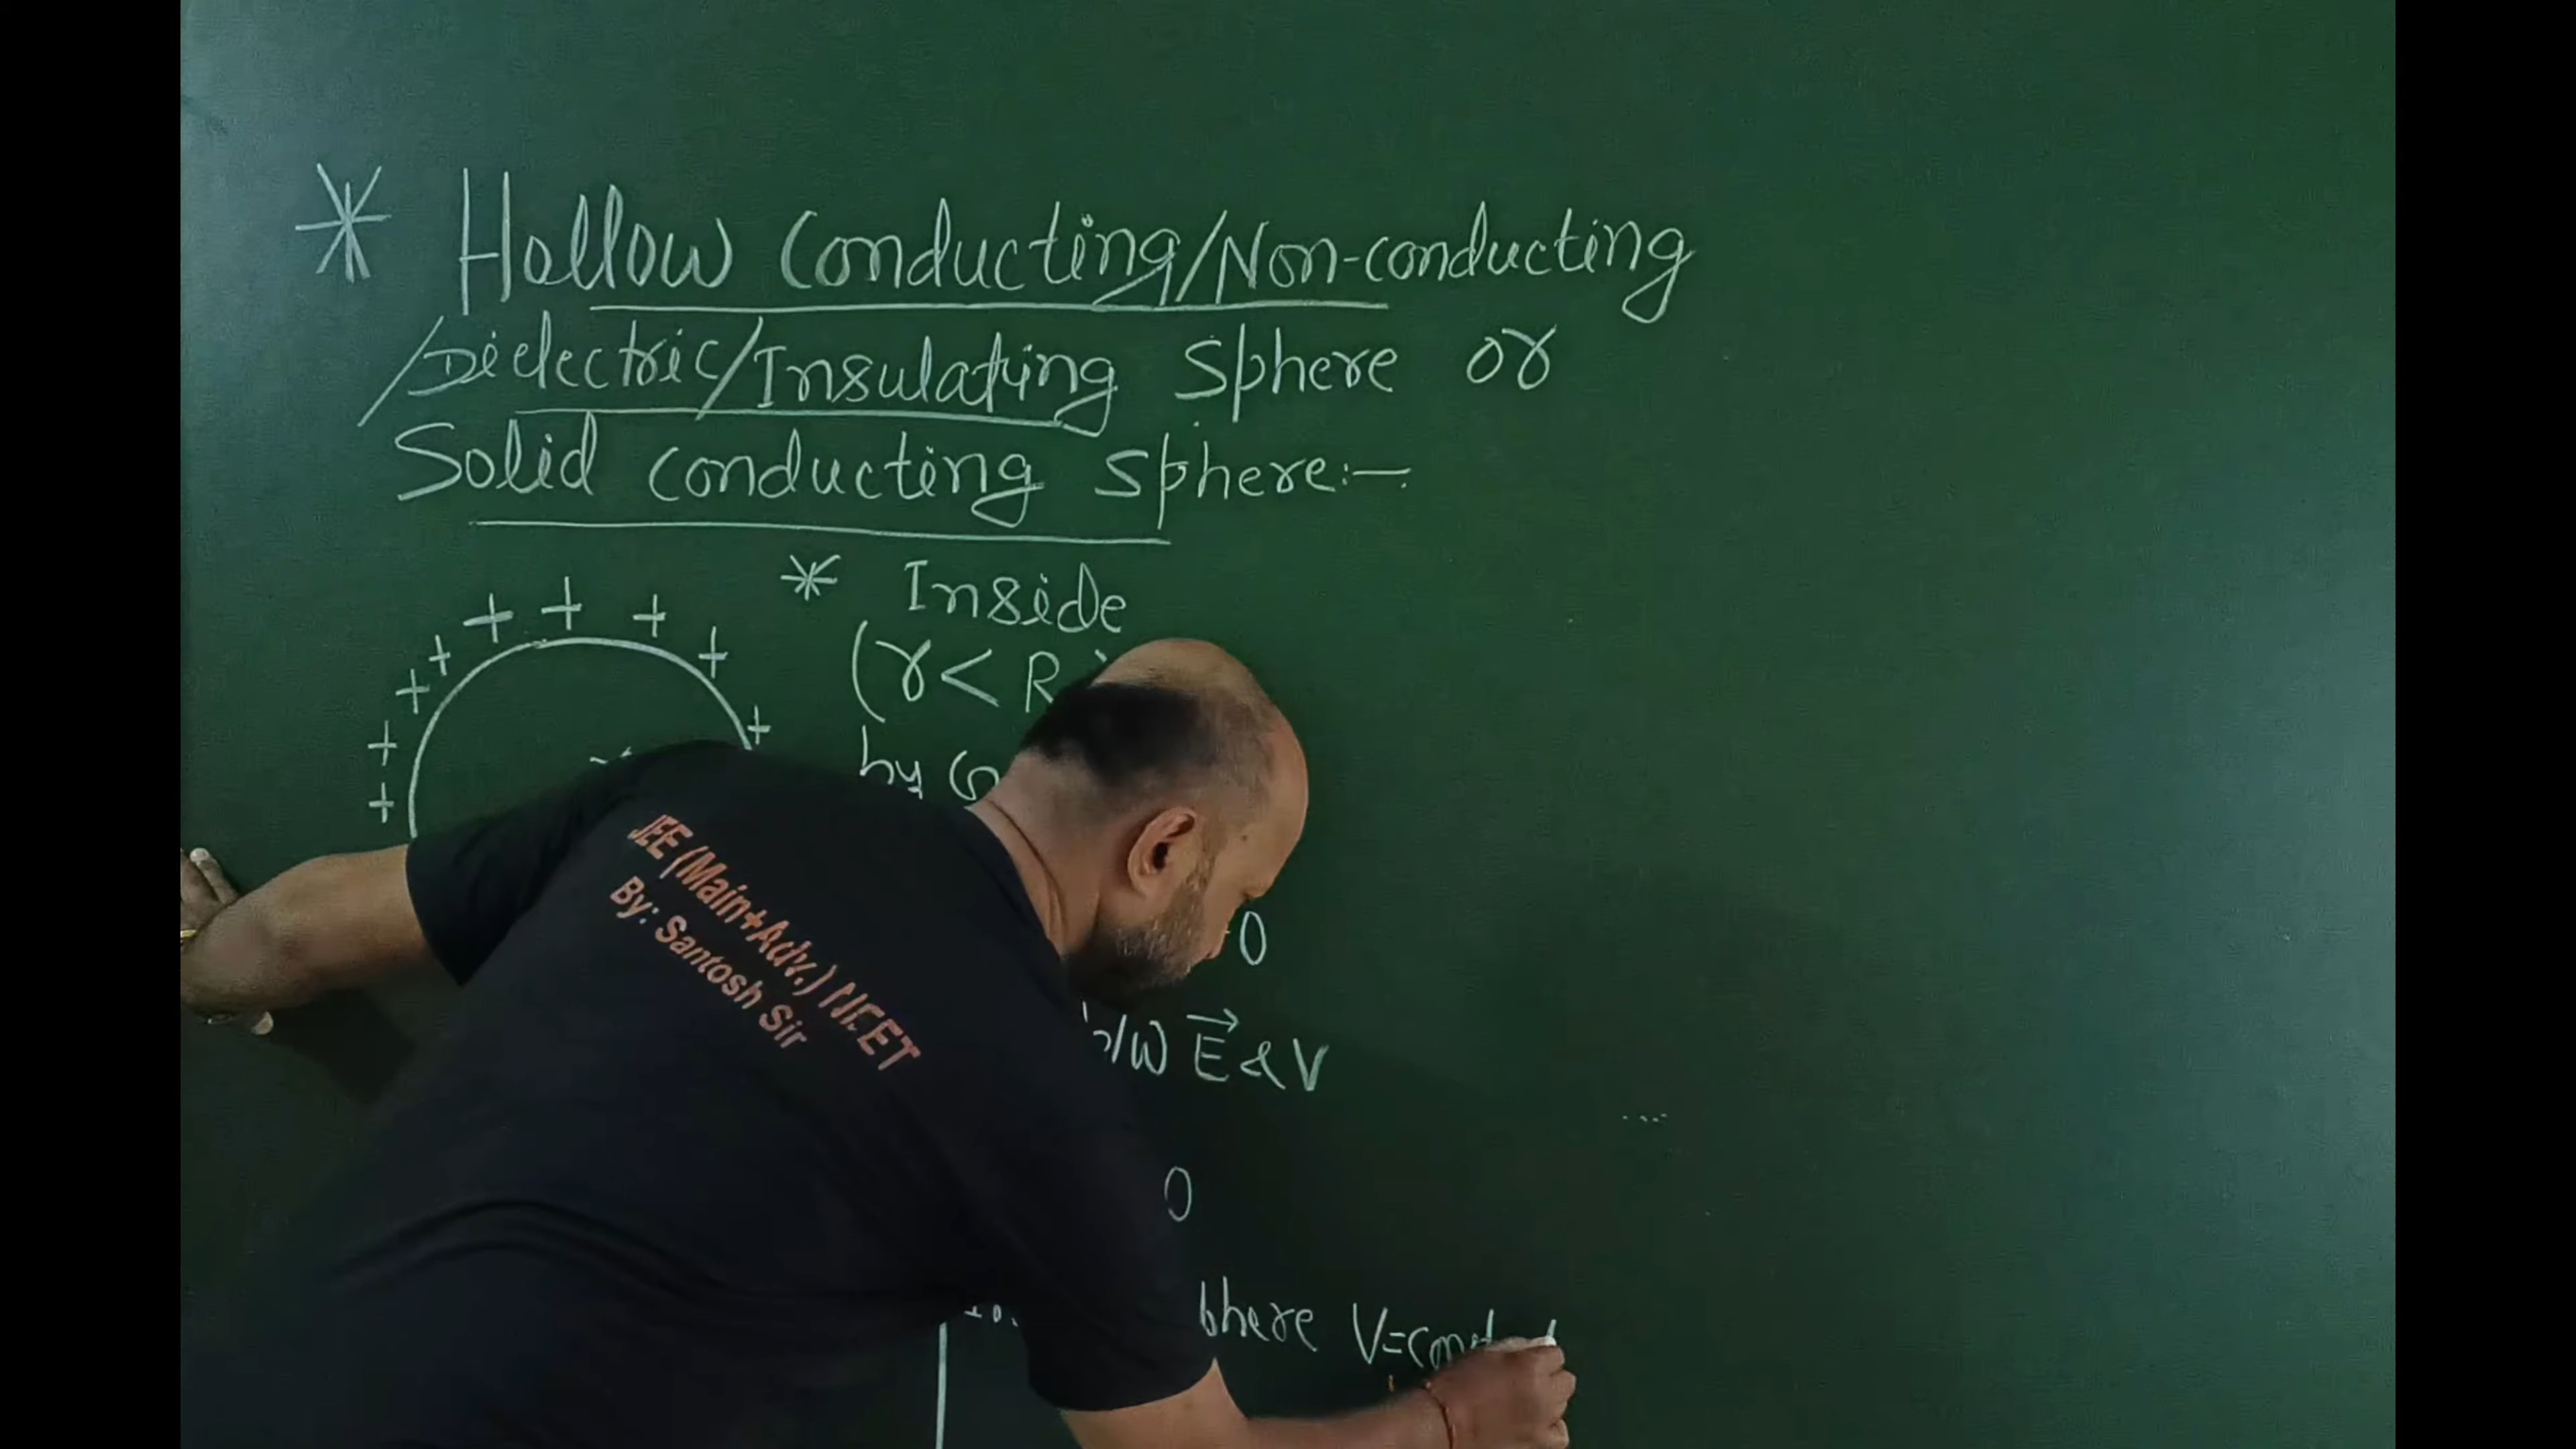 * Hollow Conducting/Non-conducting
/Dielectric/Insulating Sphere or
Solid conducting sphere:-
* Inside
(r < R
by
0
b/w E & V
0
V=const
JEE (Main+Adv.) NEET
By: Santosh Sir